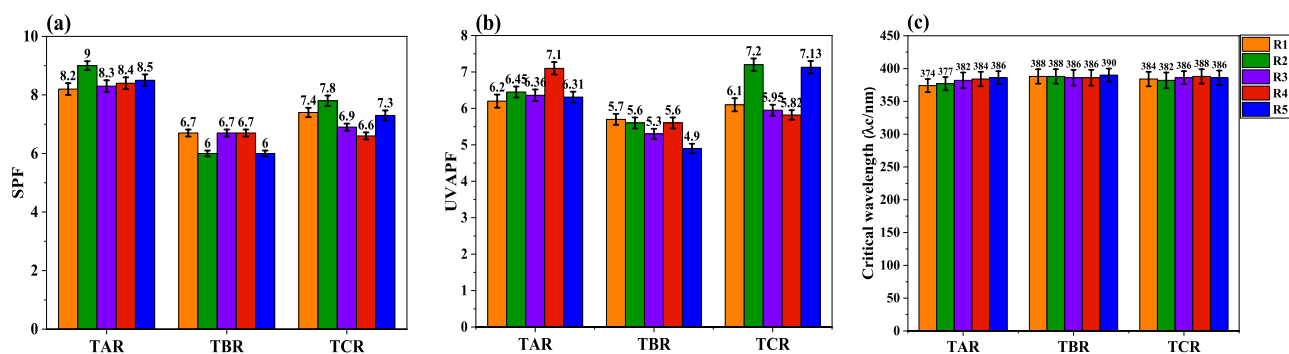 (a)
SPF
10
8
6
4
2
0
8.2 9 8.3 8.4 8.5
6.7 6 6.7 6.7 6
7.4 7.8 6.9 6.6 7.3
TAR TBR TCR
(b)
UVAPF
8
7
6
5
4
3
2
1
0
6.2 6.45 6.36 7.1 6.31
5.7 5.6 5.3 5.6 4.9
6.1 7.2 5.95 5.82 7.13
TAR TBR TCR
(c)
Critical wavelength (λc/nm)
450
400
350
300
250
200
150
100
50
0
374 377 382 384 386
388 388 386 386 390
384 382 386 388 386
TAR TBR TCR
R1
R2
R3
R4
R5